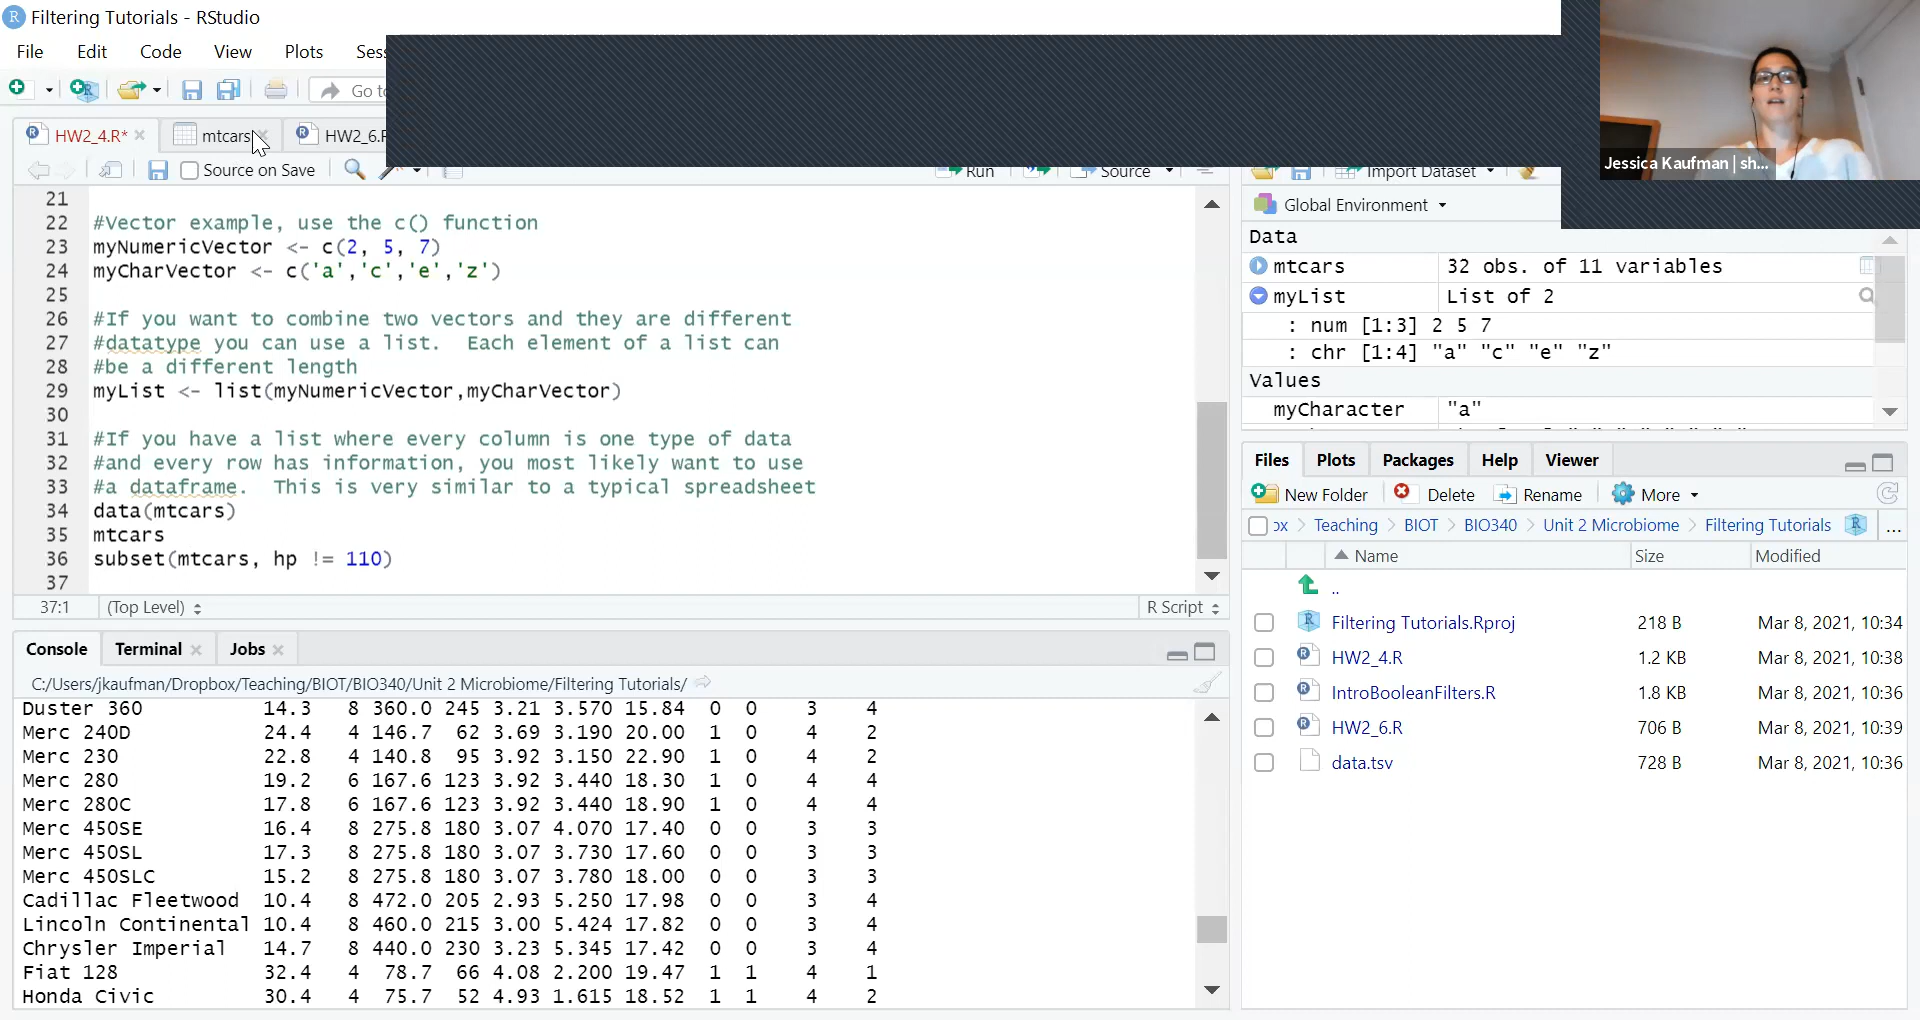 Filtering Tutorials - RStudio
File Edit Code View Plots Ses
Go to
Jessica Kaufman | sh...
HW2_4.R* mtcars HW2_6.R
Source on Save Run Source
Import Dataset
Global Environment
21
22 #Vector example, use the c() function
23 myNumericVector <- c(2, 5, 7)
24 myCharVector <- c('a','c','e','z')
25
26 #If you want to combine two vectors and they are different
27 #datatype you can use a list.  Each element of a list can
28 #be a different length
29 myList <- list(myNumericVector,myCharVector)
30
31 #If you have a list where every column is one type of data
32 #and every row has information, you most likely want to use
33 #a dataframe.  This is very similar to a typical spreadsheet
34 data(mtcars)
35 mtcars
36 subset(mtcars, hp != 110)
37
37:1 (Top Level) R Script
Data
mtcars 32 obs. of 11 variables
myList List of 2
: num [1:3] 2 5 7
: chr [1:4] "a" "c" "e" "z"
Values
myCharacter "a"
Console Terminal Jobs
C:/Users/jkaufman/Dropbox/Teaching/BIOT/BIO340/Unit 2 Microbiome/Filtering Tutorials/
Duster 360 14.3 8 360.0 245 3.21 3.570 15.84 0 0 3 4
Merc 240D 24.4 4 146.7 62 3.69 3.190 20.00 1 0 4 2
Merc 230 22.8 4 140.8 95 3.92 3.150 22.90 1 0 4 2
Merc 280 19.2 6 167.6 123 3.92 3.440 18.30 1 0 4 4
Merc 280C 17.8 6 167.6 123 3.92 3.440 18.90 1 0 4 4
Merc 450SE 16.4 8 275.8 180 3.07 4.070 17.40 0 0 3 3
Merc 450SL 17.3 8 275.8 180 3.07 3.730 17.60 0 0 3 3
Merc 450SLC 15.2 8 275.8 180 3.07 3.780 18.00 0 0 3 3
Cadillac Fleetwood 10.4 8 472.0 205 2.93 5.250 17.98 0 0 3 4
Lincoln Continental 10.4 8 460.0 215 3.00 5.424 17.82 0 0 3 4
Chrysler Imperial 14.7 8 440.0 230 3.23 5.345 17.42 0 0 3 4
Fiat 128 32.4 4 78.7 66 4.08 2.200 19.47 1 1 4 1
Honda Civic 30.4 4 75.7 52 4.93 1.615 18.52 1 1 4 2
Files Plots Packages Help Viewer
New Folder Delete Rename More
ox > Teaching > BIOT > BIO340 > Unit 2 Microbiome > Filtering Tutorials ...
Name Size Modified
..
Filtering Tutorials.Rproj 218 B Mar 8, 2021, 10:34
HW2_4.R 1.2 KB Mar 8, 2021, 10:38
IntroBooleanFilters.R 1.8 KB Mar 8, 2021, 10:36
HW2_6.R 706 B Mar 8, 2021, 10:39
data.tsv 728 B Mar 8, 2021, 10:36